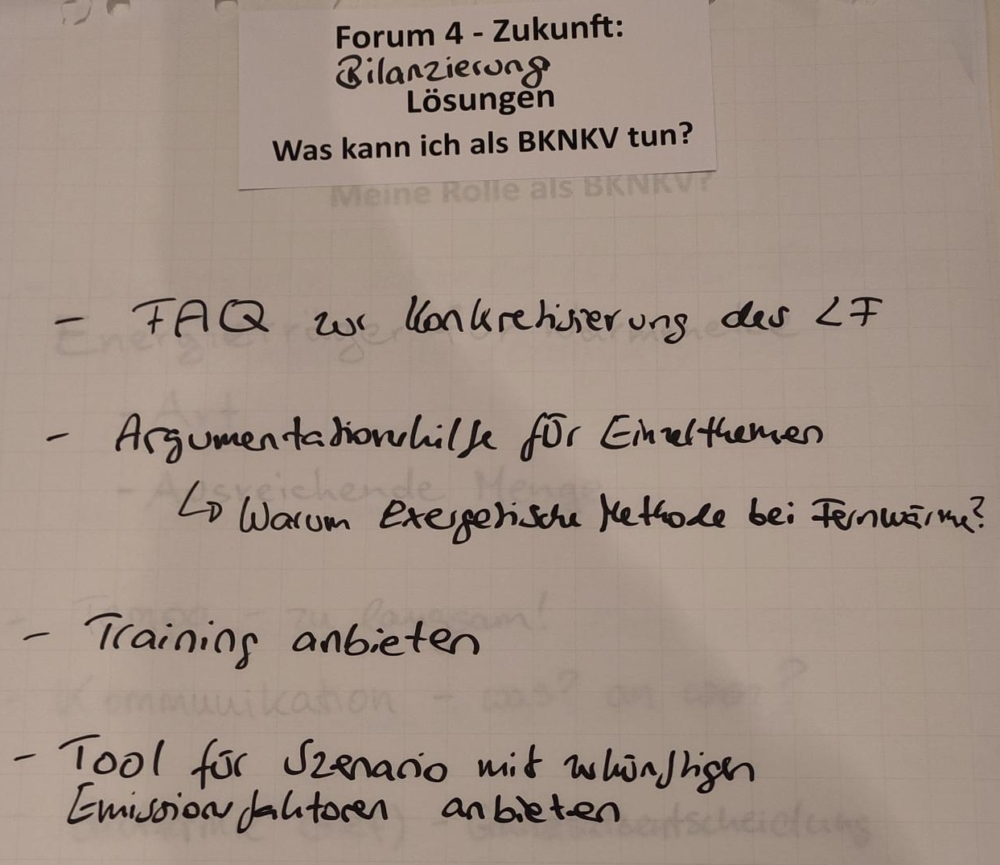 Forum 4 - Zukunft:
Bilanzierung
Lösungen
Was kann ich als BKNKV tun?
Meine Rolle als BKNKV?
- FAQ zur Konkretisierung des LF
- Argumentationshilfe für Einzelthemen
↳ Warum exergetische Methode bei Fernwärme?
- Training anbieten
- Tool für Szenario mit zukünftigen
Emissionsfaktoren anbieten